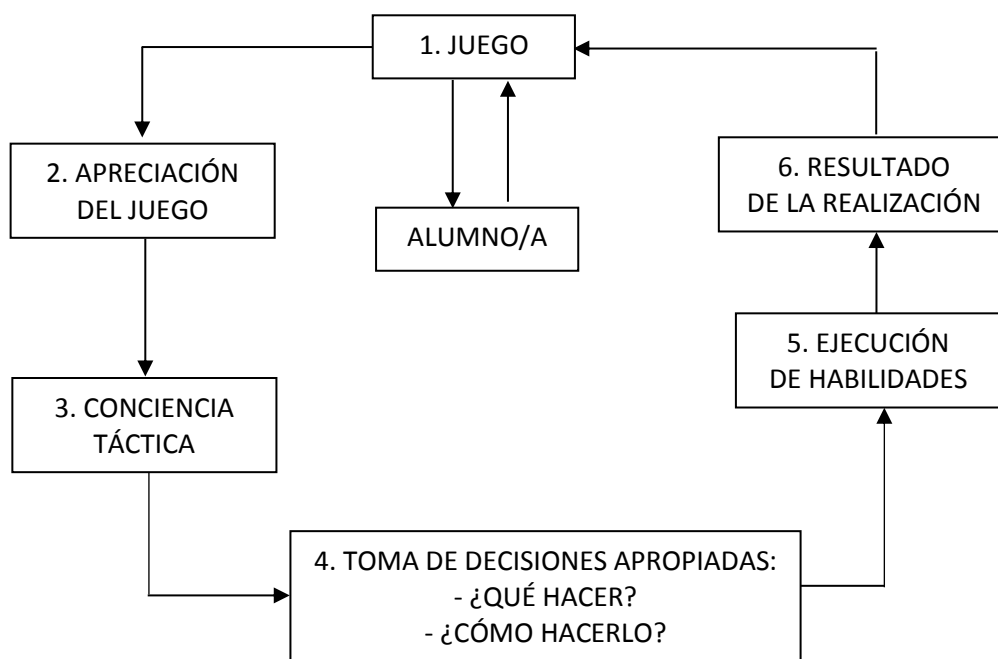 1. JUEGO
2. APRECIACIÓN
DEL JUEGO
ALUMNO/A
3. CONCIENCIA
TÁCTICA
4. TOMA DE DECISIONES APROPIADAS:
- ¿QUÉ HACER?
- ¿CÓMO HACERLO?
5. EJECUCIÓN
DE HABILIDADES
6. RESULTADO
DE LA REALIZACIÓN